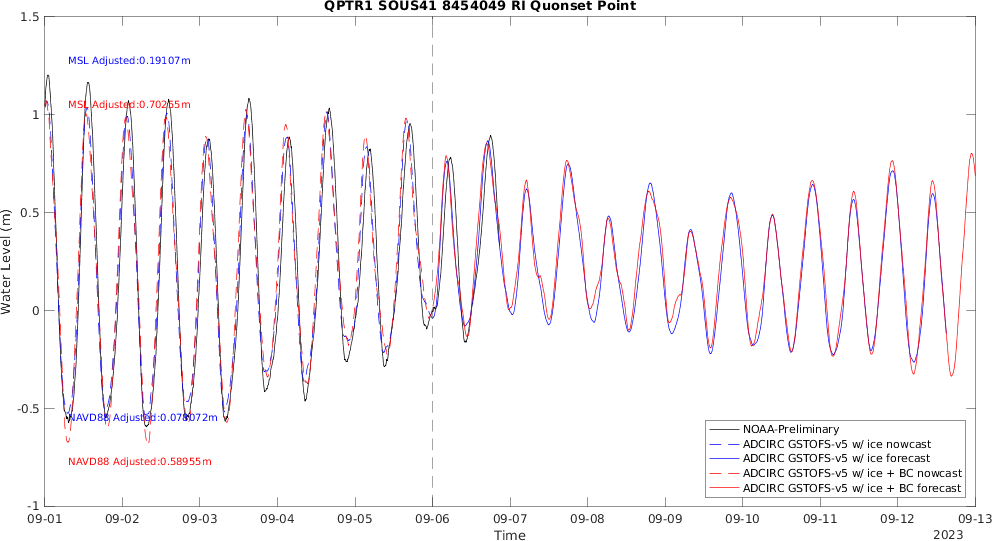 QPTR1 SOUS41 8454049 RI Quonset Point
1.5
1
0.5
0
-0.5
-1
Water Level (m)
MSL Adjusted:0.19107m
MSL Adjusted:0.70255m
NAVD88 Adjusted:0.078072m
NAVD88 Adjusted:0.58955m
NOAA-Preliminary
ADCIRC GSTOFS-v5 w/ ice nowcast
ADCIRC GSTOFS-v5 w/ ice forecast
ADCIRC GSTOFS-v5 w/ ice + BC nowcast
ADCIRC GSTOFS-v5 w/ ice + BC forecast
09-01 09-02 09-03 09-04 09-05 09-06 09-07 09-08 09-09 09-10 09-11 09-12 09-13
Time
2023